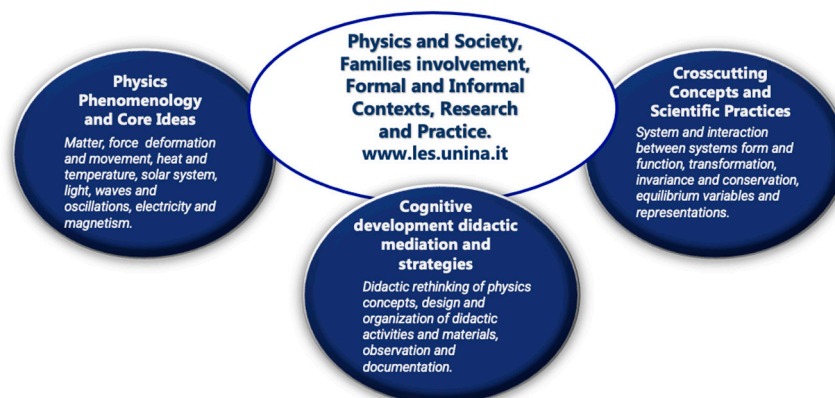 Physics and Society,
Families involvement,
Formal and Informal
Contexts, Research
and Practice.
www.les.unina.it
Physics
Phenomenology
and Core Ideas
Matter, force deformation
and movement, heat and
temperature, solar system,
light, waves and
oscillations, electricity and
magnetism.
Cognitive
development didactic
mediation and
strategies
Didactic rethinking of physics
concepts, design and
organization of didactic
activities and materials,
observation and
documentation.
Crosscutting
Concepts and
Scientific Practices
System and interaction
between systems form and
function, transformation,
invariance and conservation,
equilibrium variables and
representations.